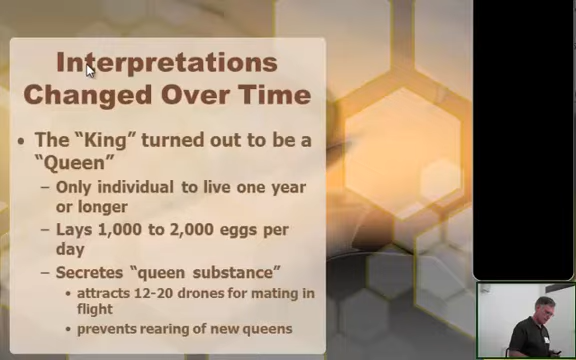 Interpretations
Changed Over Time
• The “King” turned out to be a
“Queen”
– Only individual to live one year
or longer
– Lays 1,000 to 2,000 eggs per
day
– Secretes “queen substance”
• attracts 12-20 drones for mating in
flight
• prevents rearing of new queens